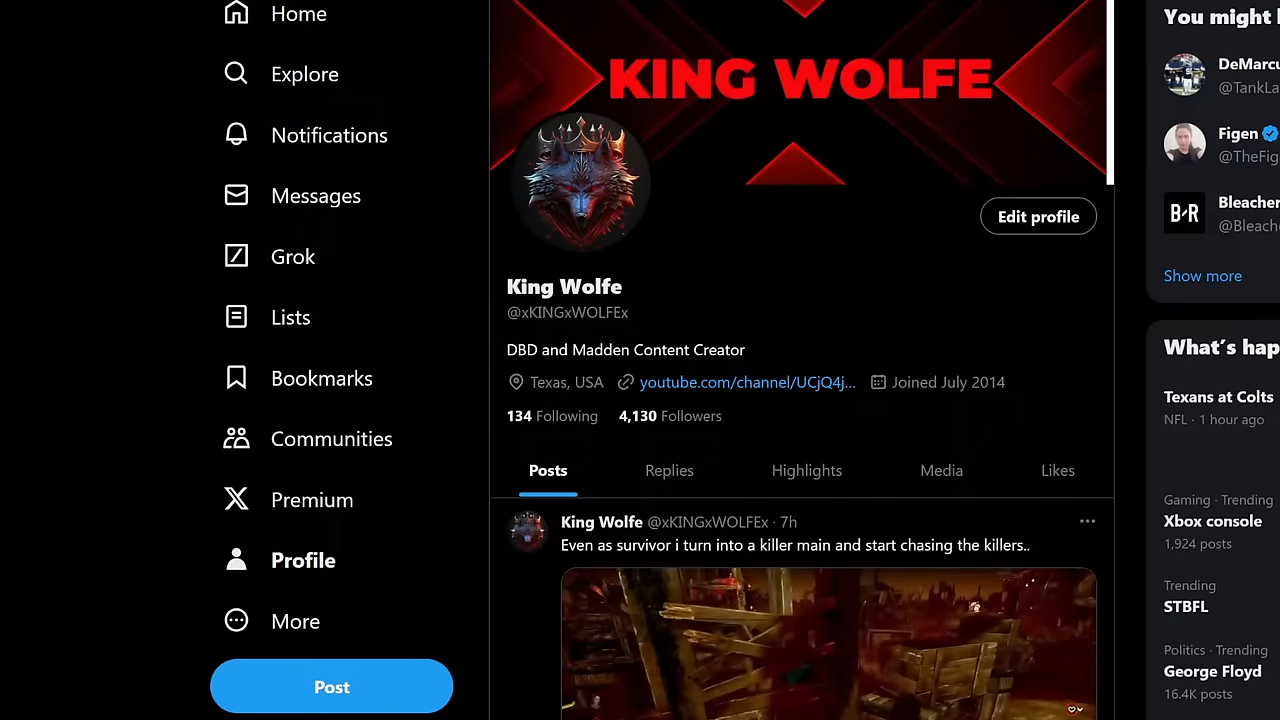 Home
Explore
Notifications
Messages
Grok
Lists
Bookmarks
Communities
Premium
Profile
More
Post
KING WOLFE
Edit profile
King Wolfe
@xKINGxWOLFEx
DBD and Madden Content Creator
Texas, USA youtube.com/channel/UCjQ4j... Joined July 2014
134 Following 4,130 Followers
Posts Replies Highlights Media Likes
King Wolfe @xKINGxWOLFEx · 7h
Even as survivor i turn into a killer main and start chasing the killers..
You might
DeMarcu
@TankLa
Figen
@TheFig
B/R
Bleacher
@Bleach
Show more
What's hap
Texans at Colts
NFL · 1 hour ago
Gaming · Trending
Xbox console
1,924 posts
Trending
STBFL
Politics · Trending
George Floyd
16.4K posts